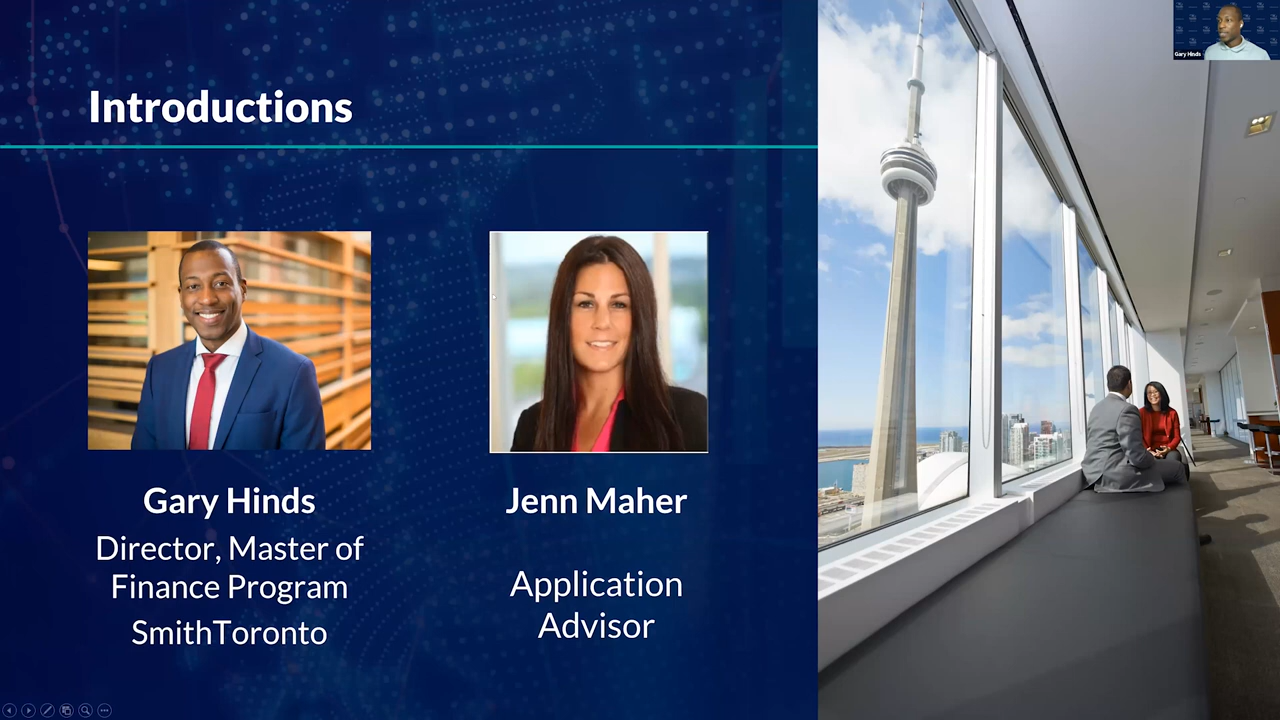 Introductions
Gary Hinds
Director, Master of
Finance Program
SmithToronto
Jenn Maher
Application
Advisor
Gary Hinds